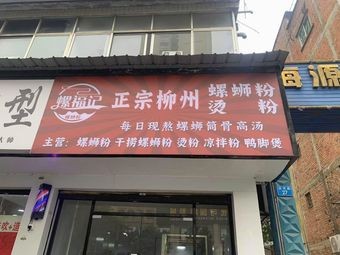 型
螺福记
正宗柳州 螺蛳粉
烫 粉
每日现熬螺蛳筒骨高汤
主营：螺蛳粉 干捞螺蛳粉 烫粉 凉拌粉 鸭脚煲
海源
27